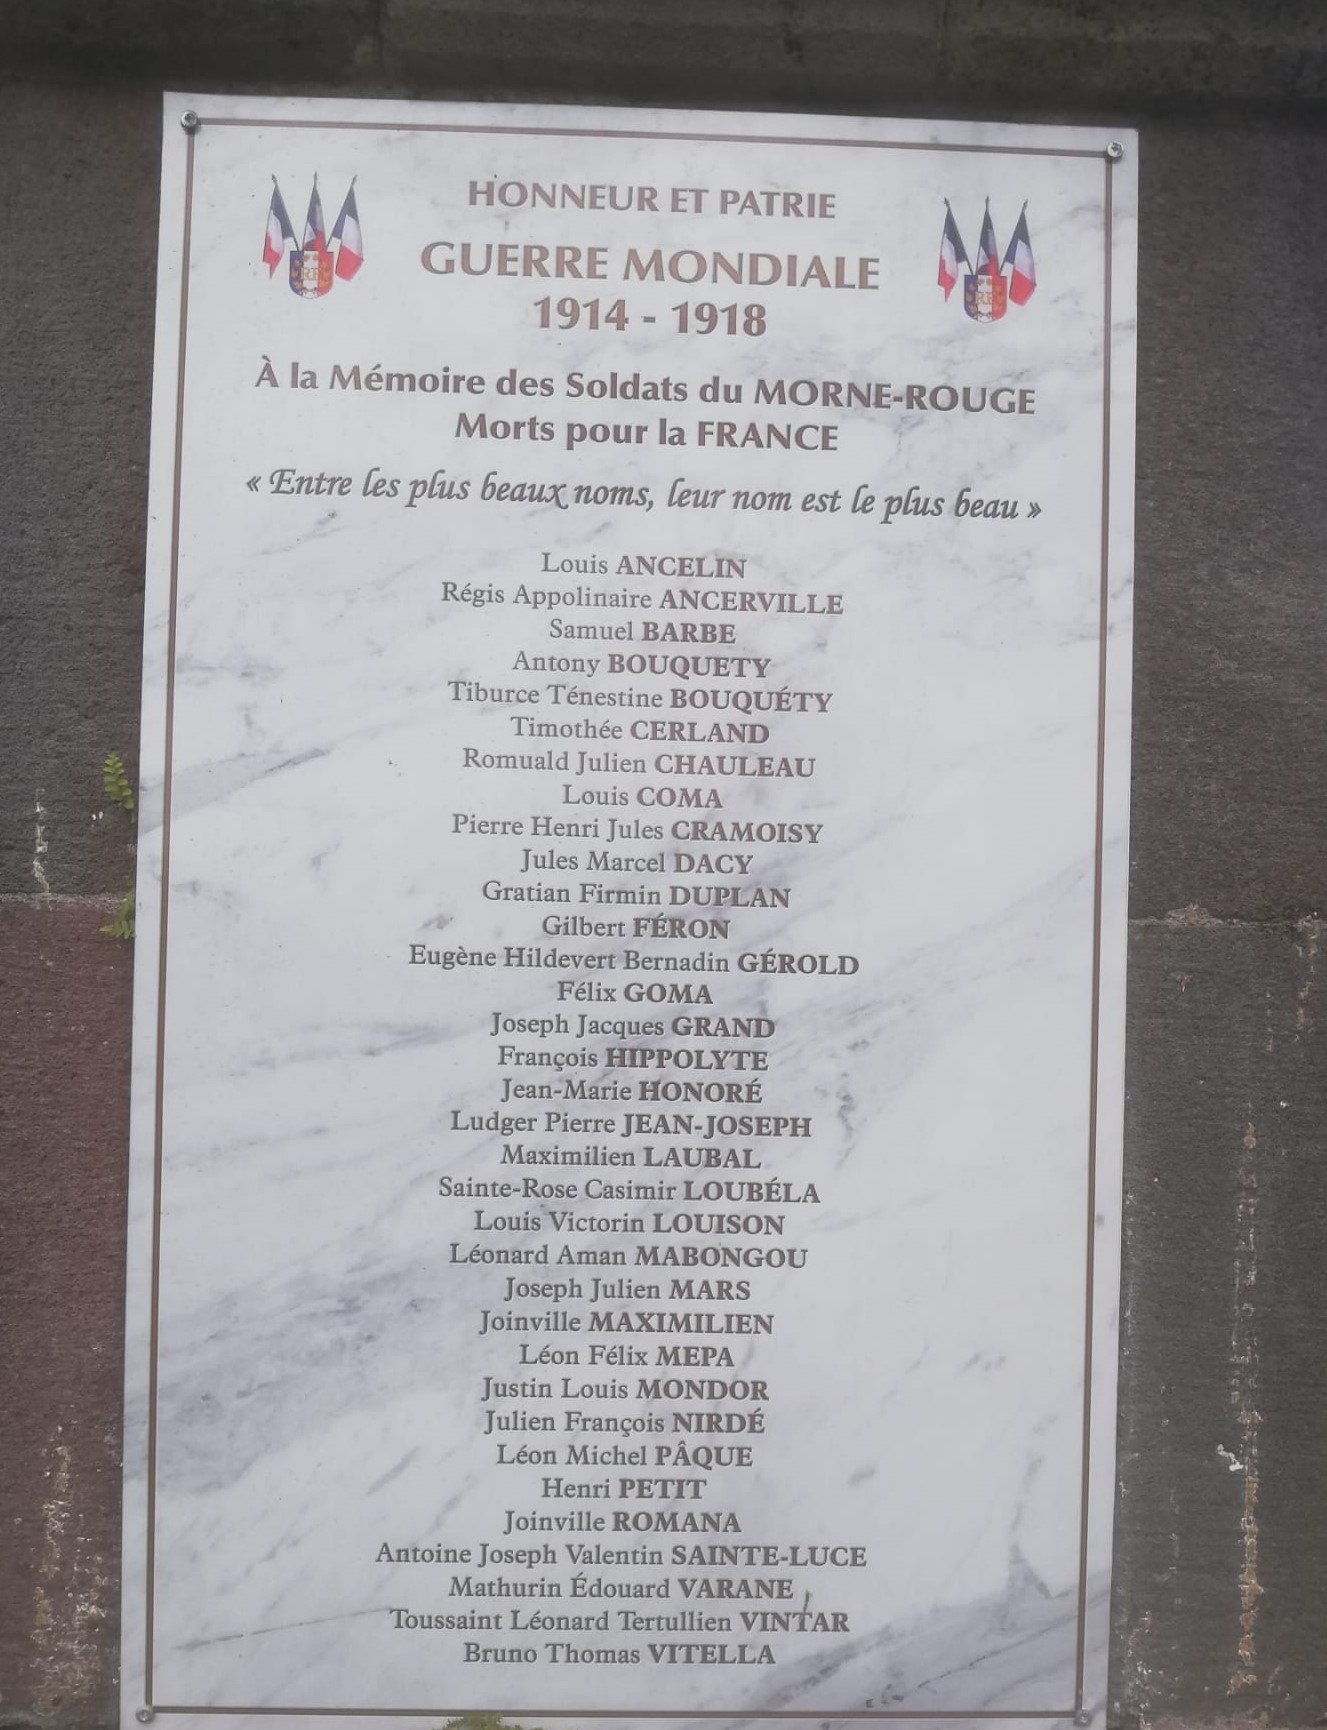 HONNEUR ET PATRIE
GUERRE MONDIALE
1914 - 1918
À la Mémoire des Soldats du MORNE-ROUGE
Morts pour la FRANCE
« Entre les plus beaux noms, leur nom est le plus beau »
RF
RF
Louis ANCELIN
Régis Appolinaire ANCERVILLE
Samuel BARBE
Antony BOUQUETY
Tiburce Ténestine BOUQUÉTY
Timothée CERLAND
Romuald Julien CHAULEAU
Louis COMA
Pierre Henri Jules CRAMOISY
Jules Marcel DACY
Gratian Firmin DUPLAN
Gilbert FÉRON
Eugène Hildevert Bernadin GÉROLD
Félix GOMA
Joseph Jacques GRAND
François HIPPOLYTE
Jean-Marie HONORÉ
Ludger Pierre JEAN-JOSEPH
Maximilien LAUBAL
Sainte-Rose Casimir LOUBÉLA
Louis Victorin LOUISON
Léonard Aman MABONGOU
Joseph Julien MARS
Joinville MAXIMILIEN
Léon Félix MEPA
Justin Louis MONDOR
Julien François NIRDÉ
Léon Michel PÂQUE
Henri PETIT
Joinville ROMANA
Antoine Joseph Valentin SAINTE-LUCE
Mathurin Édouard VARANE
Toussaint Léonard Tertullien VINTAR
Bruno Thomas VITELLA